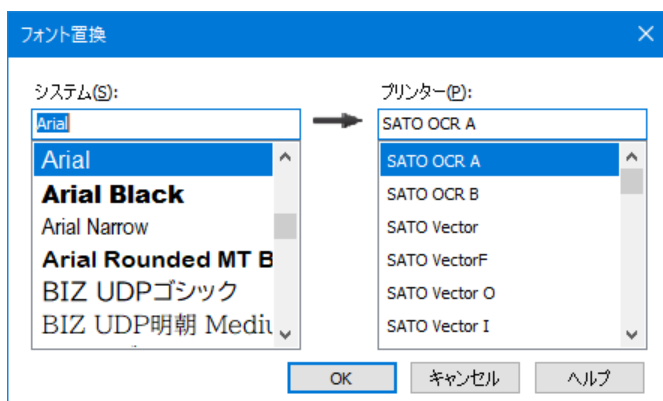 フォント置換
システム(S):
プリンター(P):
Arial
SATO OCR A
Arial
Arial Black
Arial Narrow
Arial Rounded MT B
BIZ UDPゴシック
BIZ UDP明朝 Mediu
SATO OCR A
SATO OCR B
SATO Vector
SATO VectorF
SATO Vector O
SATO Vector I
OK
キャンセル
ヘルプ